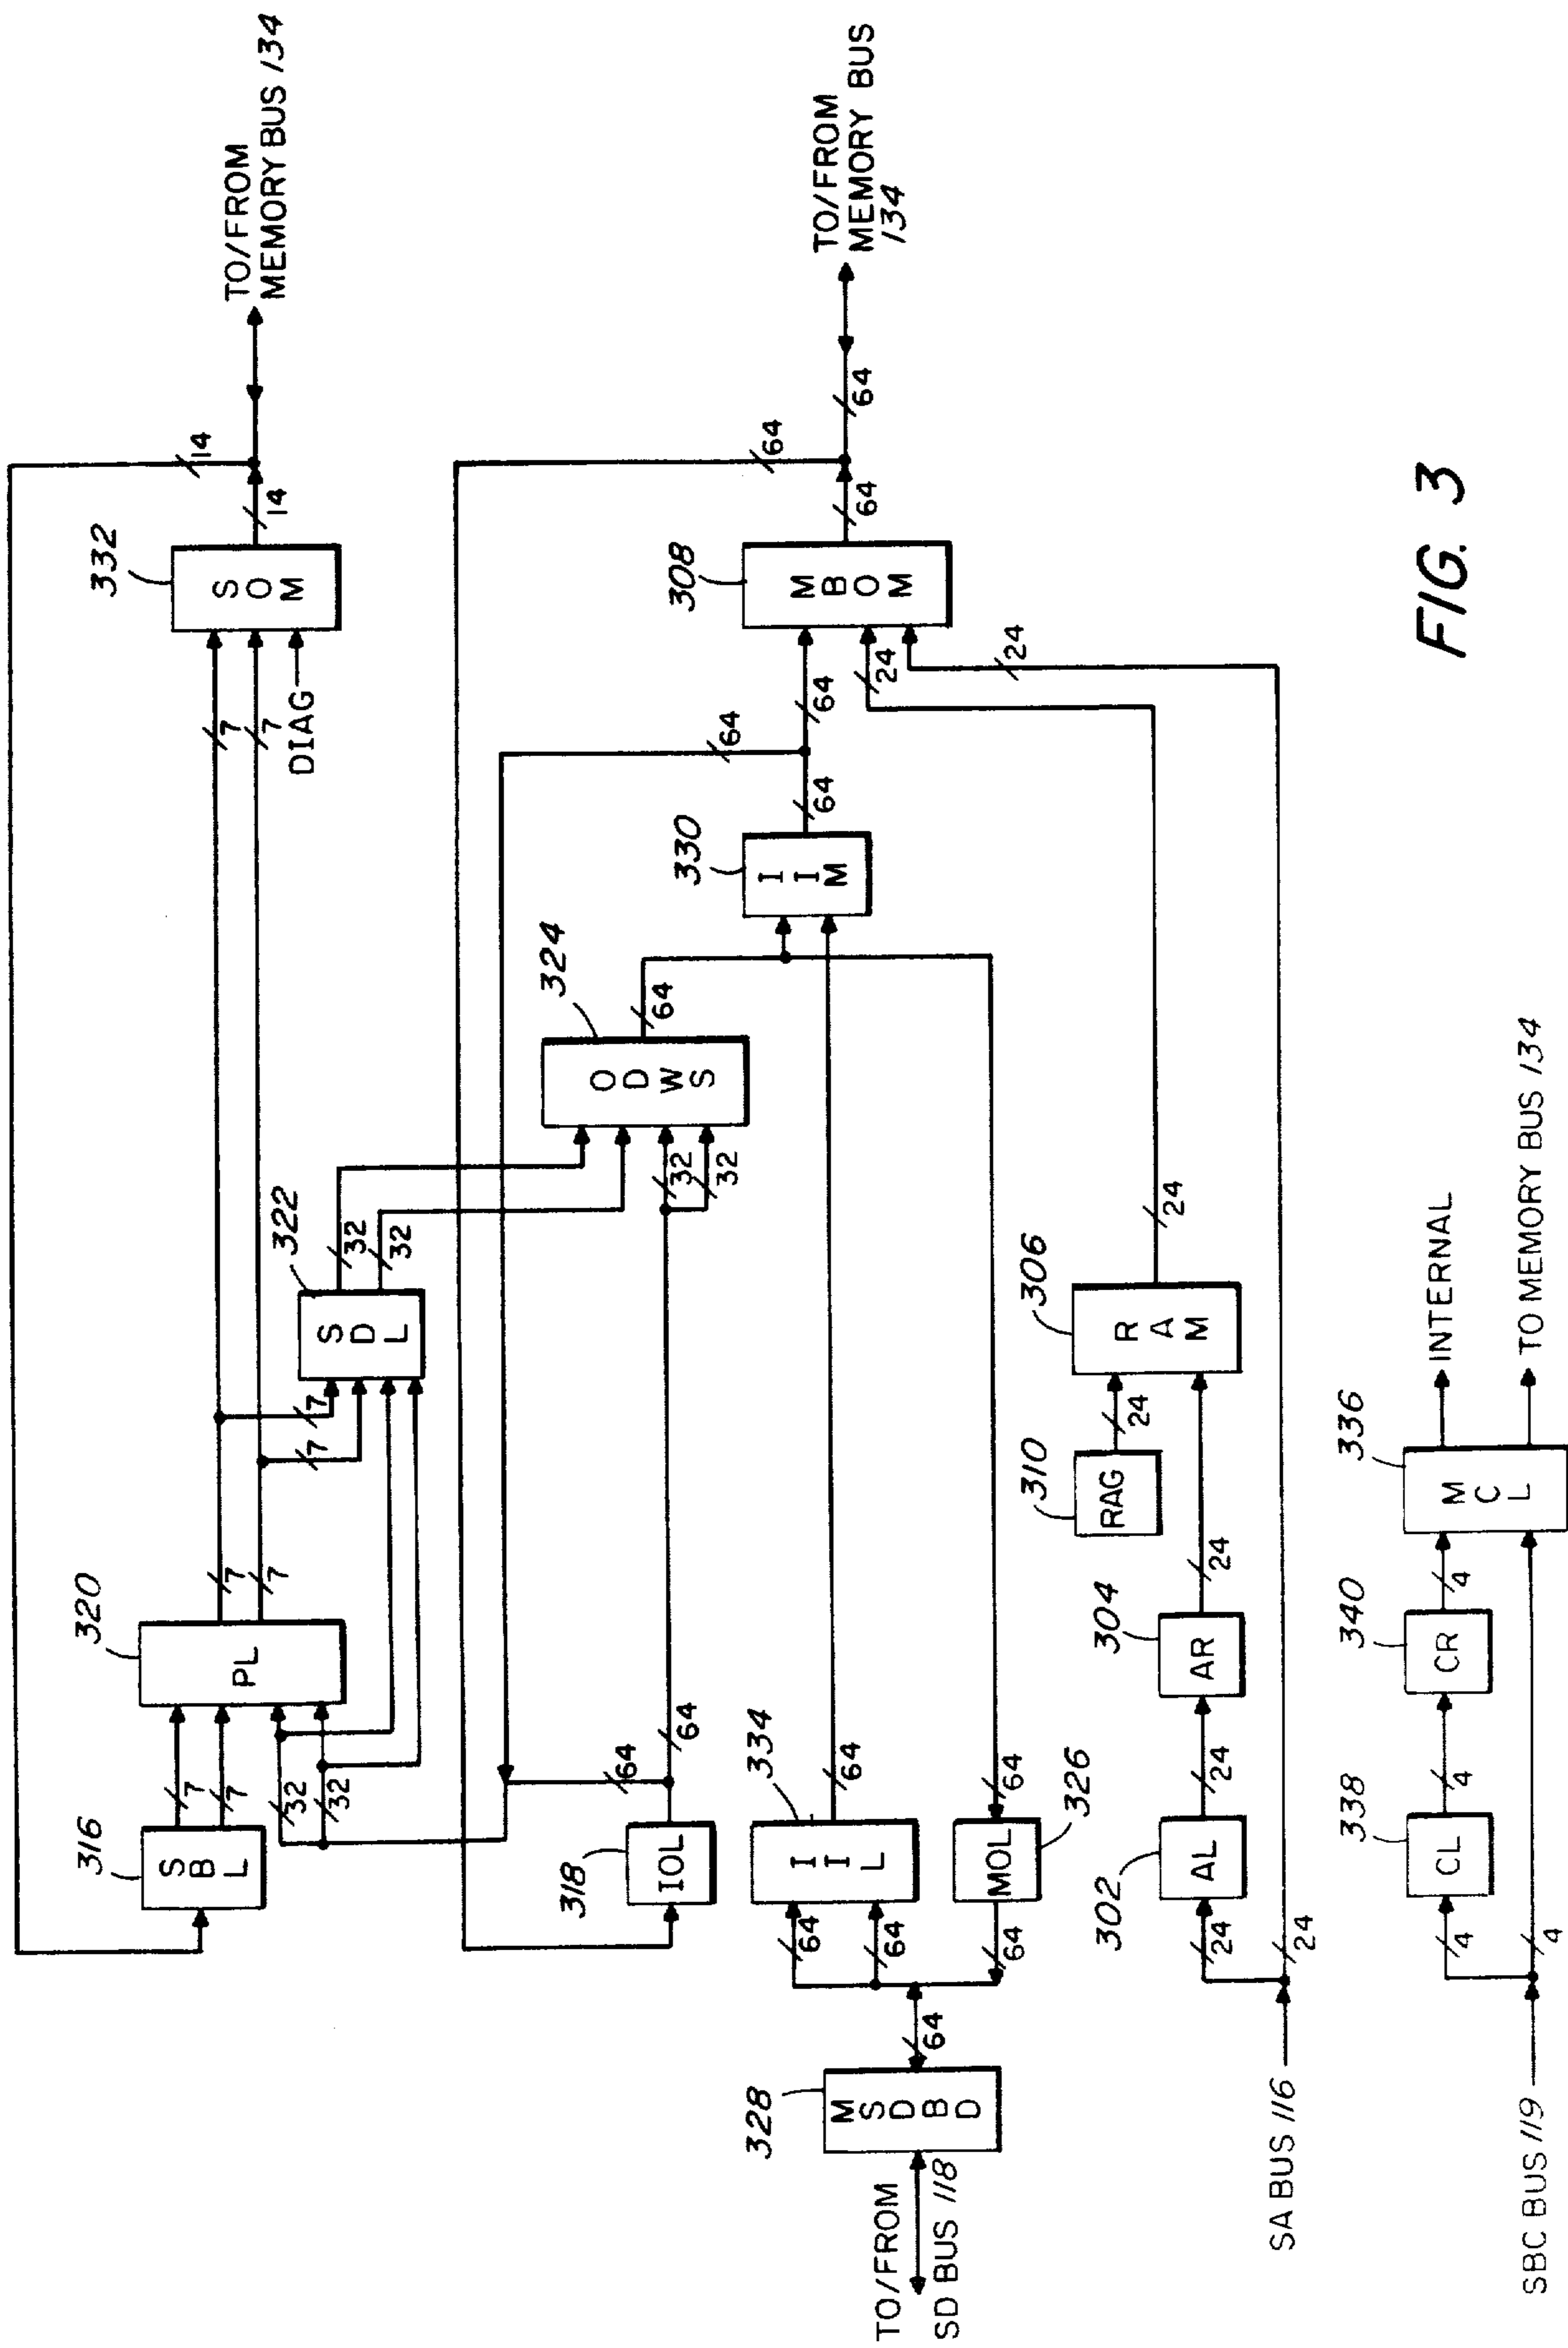 14
14
TO/FROM
MEMORY BUS 134
332
SOM
7
7
DIAG
316
SBL
7
7
32
32
320
PL
7
7
7
7
322
SDL
32
32
324
ODWS
32
32
64
64
64
64
318
IOL
64
64
330
IIM
64
64
308
MBOM
64
64
TO/FROM
MEMORY BUS
134
24
24
TO/FROM
SD BUS 118
328
MSDBD
64
64
64
64
334
IIL
64
64
MOL
326
SA BUS 116
24
24
302
AL
24
304
AR
24
310
RAG
24
306
RAM
24
SBC BUS 119
4
4
338
CL
4
340
CR
4
336
MCL
INTERNAL
TO MEMORY BUS 134
FIG. 3